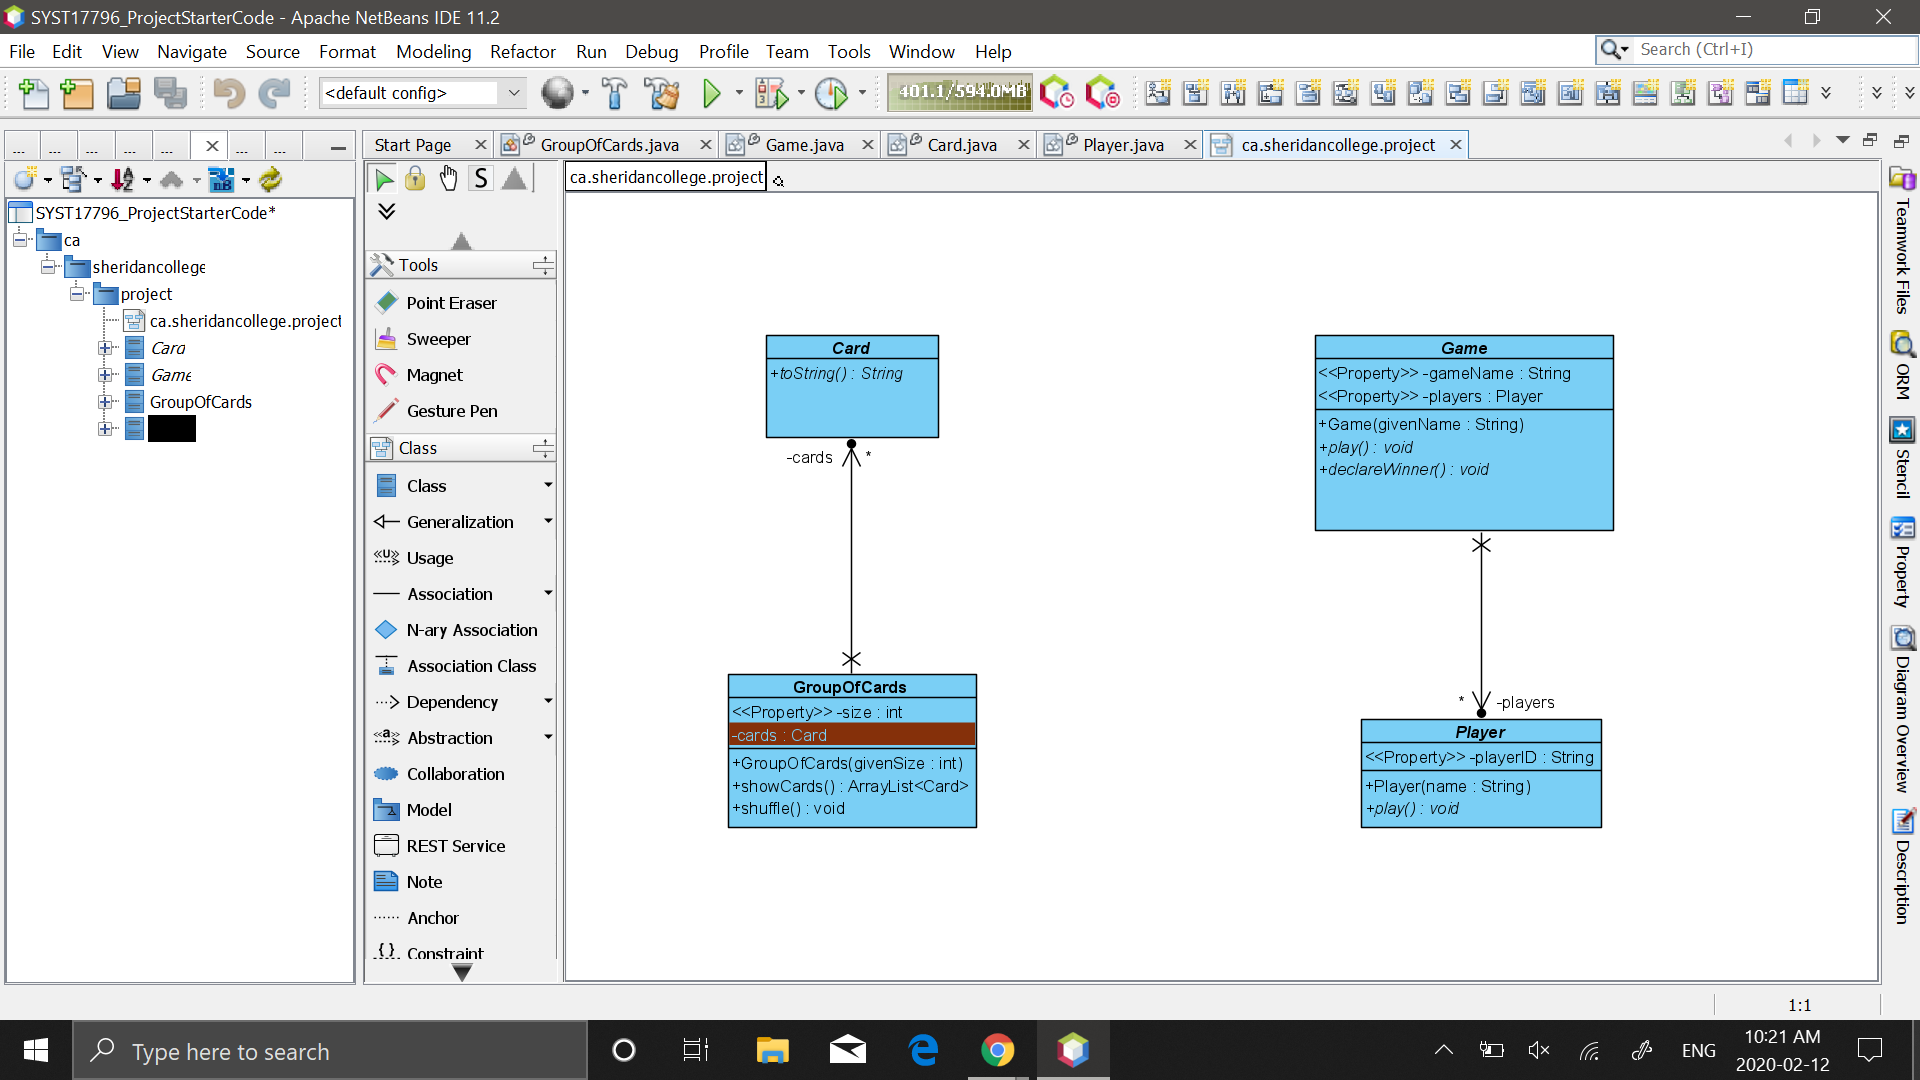 SYST17796_ProjectStarterCode - Apache NetBeans IDE 11.2
File Edit View Navigate Source Format Modeling Refactor Run Debug Profile Team Tools Window Help
Search (Ctrl+I)
<default config>
401.1/594.0MB
... ... ... ... ... ... ...
Start Page
GroupOfCards.java
Game.java
Card.java
Player.java
ca.sheridancollege.project
S
ca.sheridancollege.project
SYST17796_ProjectStarterCode*
ca
sheridancollege
project
ca.sheridancollege.project
Card
Game
GroupOfCards
Tools
Point Eraser
Sweeper
Magnet
Gesture Pen
Class
Class
Generalization
Usage
Association
N-ary Association
Association Class
Dependency
Abstraction
Collaboration
Model
REST Service
Note
Anchor
Constraint
Card
+toString() : String
-cards *
GroupOfCards
<<Property>> -size : int
-cards : Card
+GroupOfCards(givenSize : int)
+showCards() : ArrayList<Card>
+shuffle() : void
Game
<<Property>> -gameName : String
<<Property>> -players : Player
+Game(givenName : String)
+play() : void
+declareWinner() : void
* -players
Player
<<Property>> -playerID : String
+Player(name : String)
+play() : void
Teamwork Files
ORM
Stencil
Property
Diagram Overview
Description
1:1
Type here to search
ENG
10:21 AM
2020-02-12